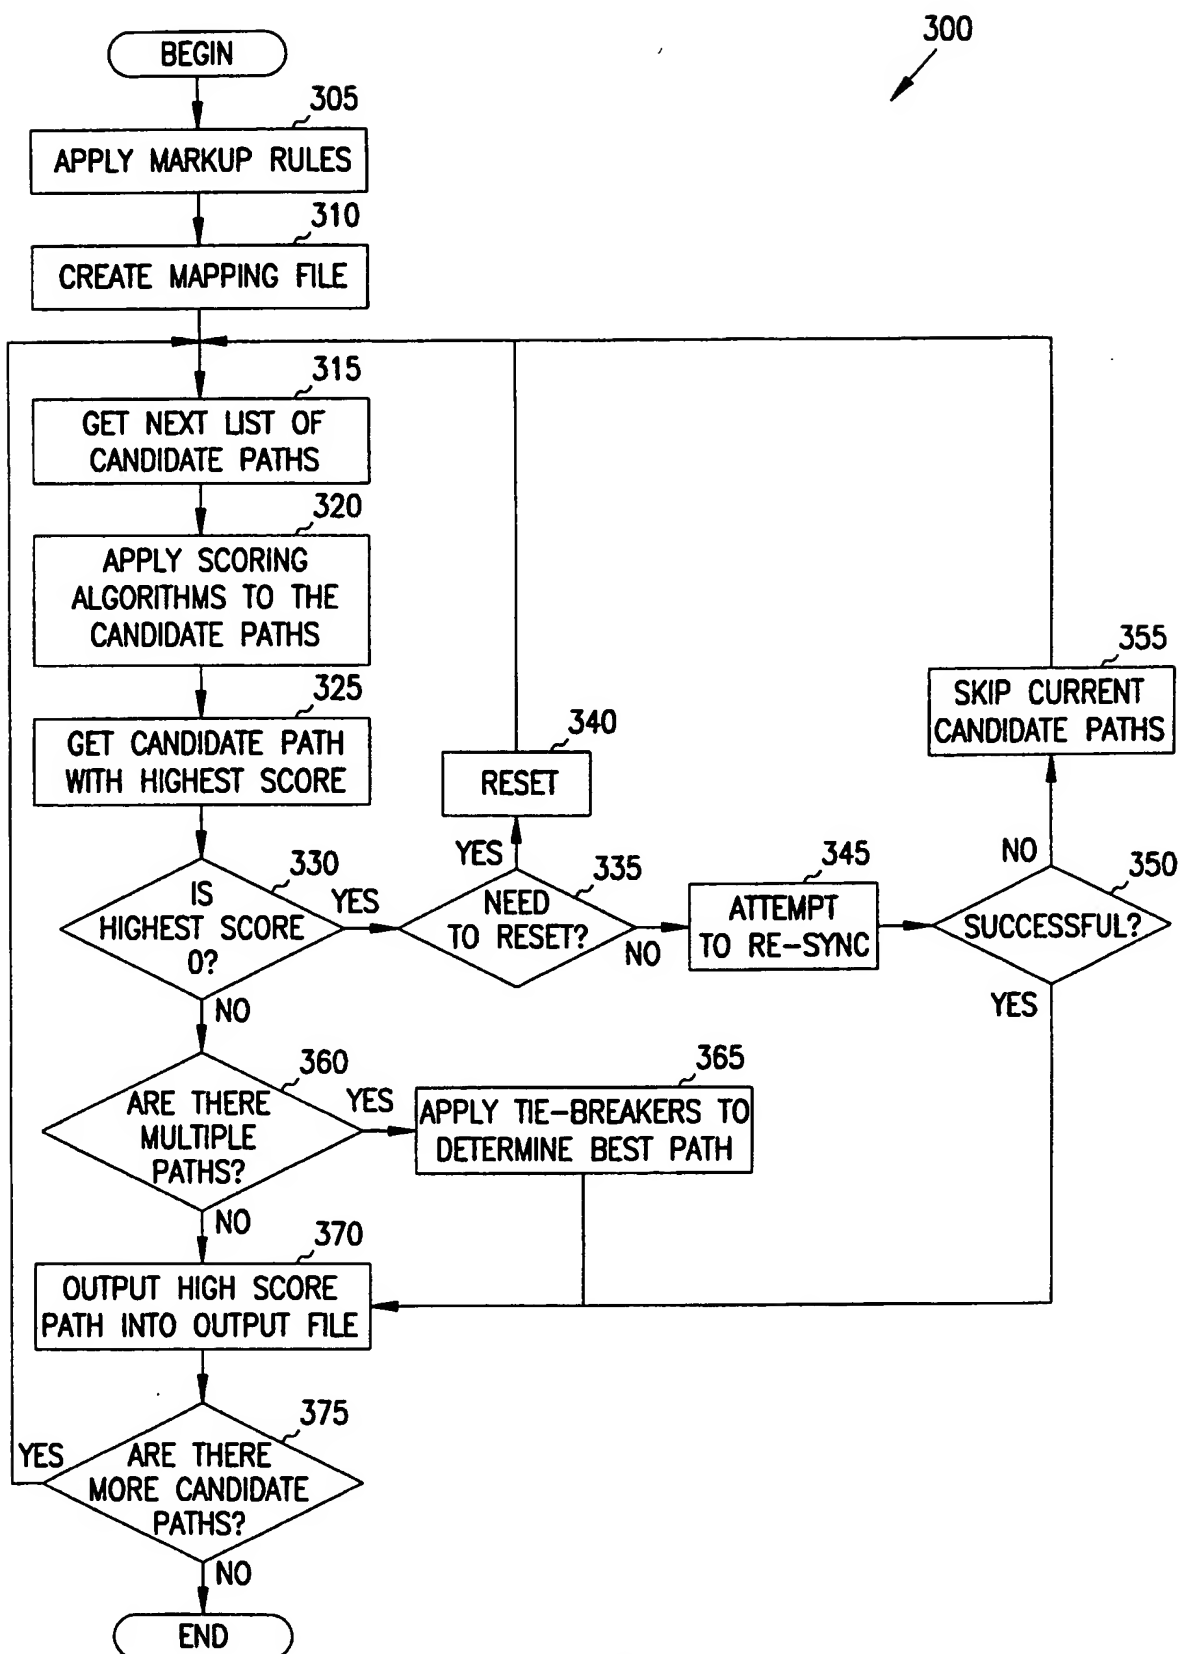 300
BEGIN
305
APPLY MARKUP RULES
310
CREATE MAPPING FILE
315
GET NEXT LIST OF
CANDIDATE PATHS
320
APPLY SCORING
ALGORITHMS TO THE
CANDIDATE PATHS
325
GET CANDIDATE PATH
WITH HIGHEST SCORE
330
IS
HIGHEST SCORE
0?
YES
NO
335
NEED
TO RESET?
YES
NO
340
RESET
345
ATTEMPT
TO RE-SYNC
350
SUCCESSFUL?
NO
YES
355
SKIP CURRENT
CANDIDATE PATHS
360
ARE THERE
MULTIPLE
PATHS?
YES
NO
365
APPLY TIE-BREAKERS TO
DETERMINE BEST PATH
370
OUTPUT HIGH SCORE
PATH INTO OUTPUT FILE
375
ARE THERE
MORE CANDIDATE
PATHS?
YES
NO
END